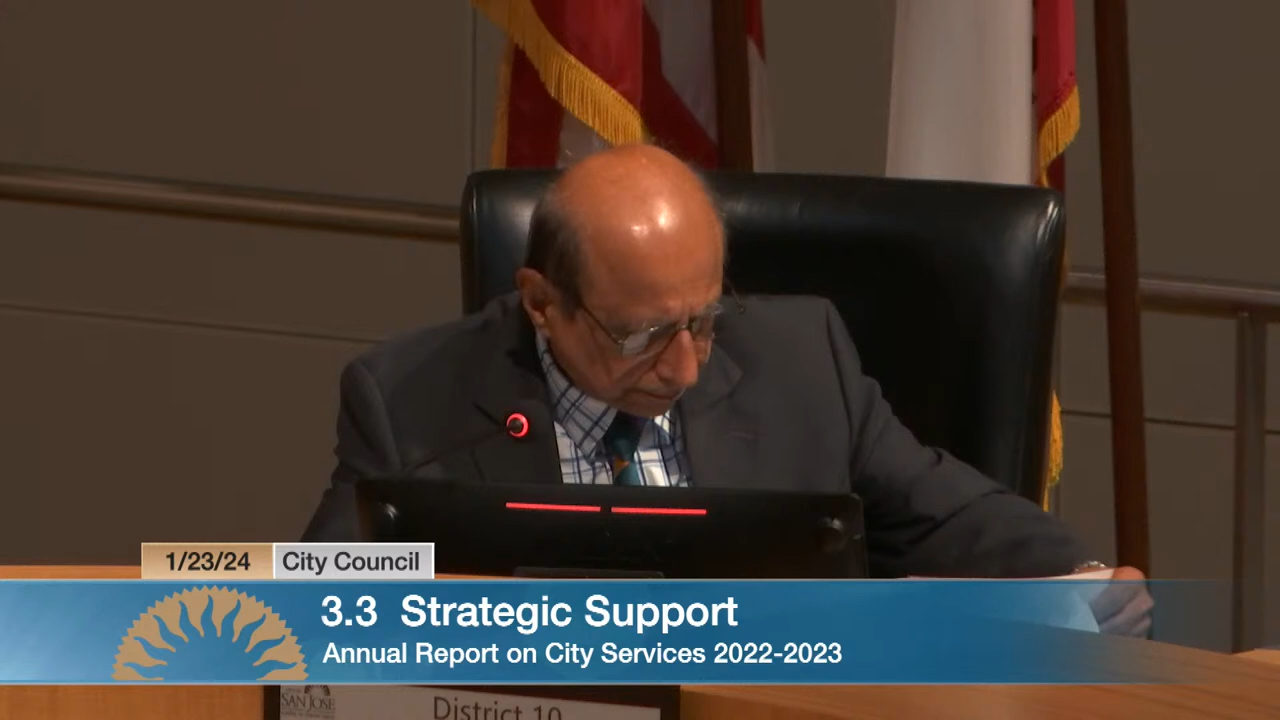 1/23/24 City Council
3.3 Strategic Support
Annual Report on City Services 2022-2023
SAN JOSE
District 10